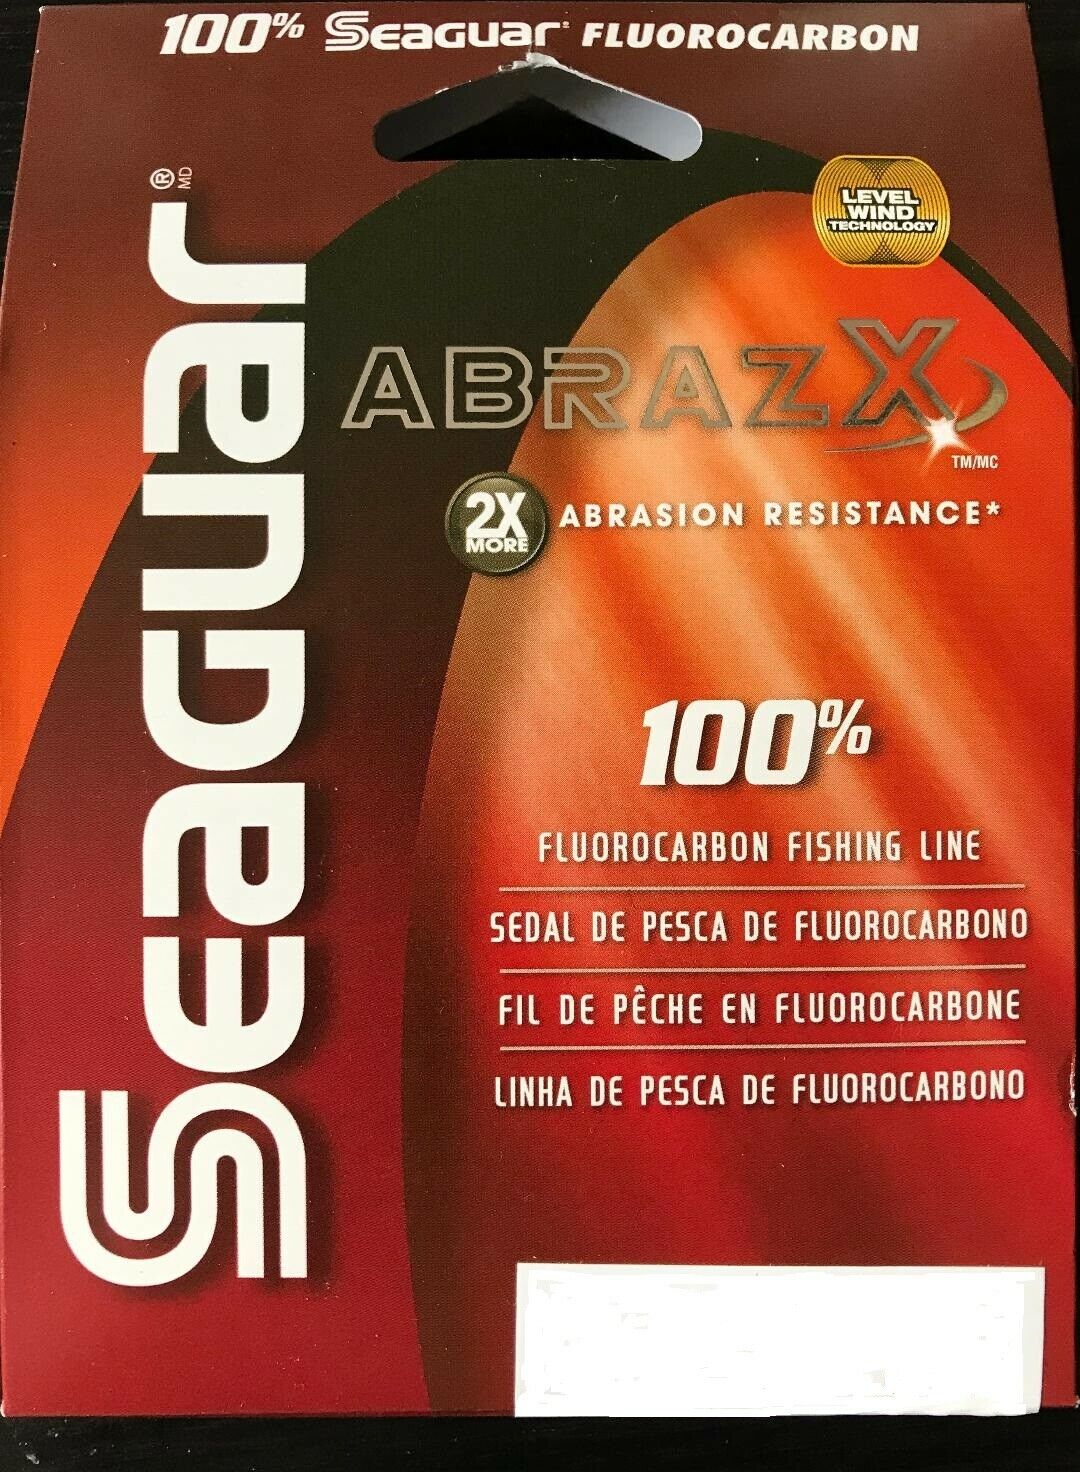 100% Seaguar® FLUOROCARBON
Seaguar® MD
LEVEL
WIND
TECHNOLOGY
ABRAZX
TM/MC
2X
MORE
ABRASION RESISTANCE*
100%
FLUOROCARBON FISHING LINE
SEDAL DE PESCA DE FLUOROCARBONO
FIL DE PÊCHE EN FLUOROCARBONE
LINHA DE PESCA DE FLUOROCARBONO